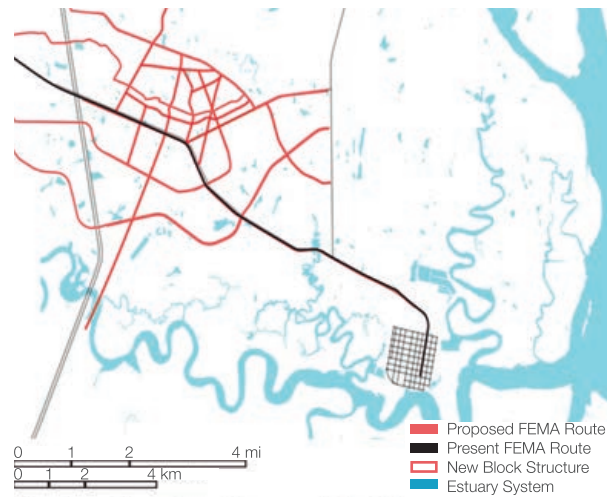 0 1 2 4 mi
0 1 2 4 km
Proposed FEMA Route
Present FEMA Route
New Block Structure
Estuary System